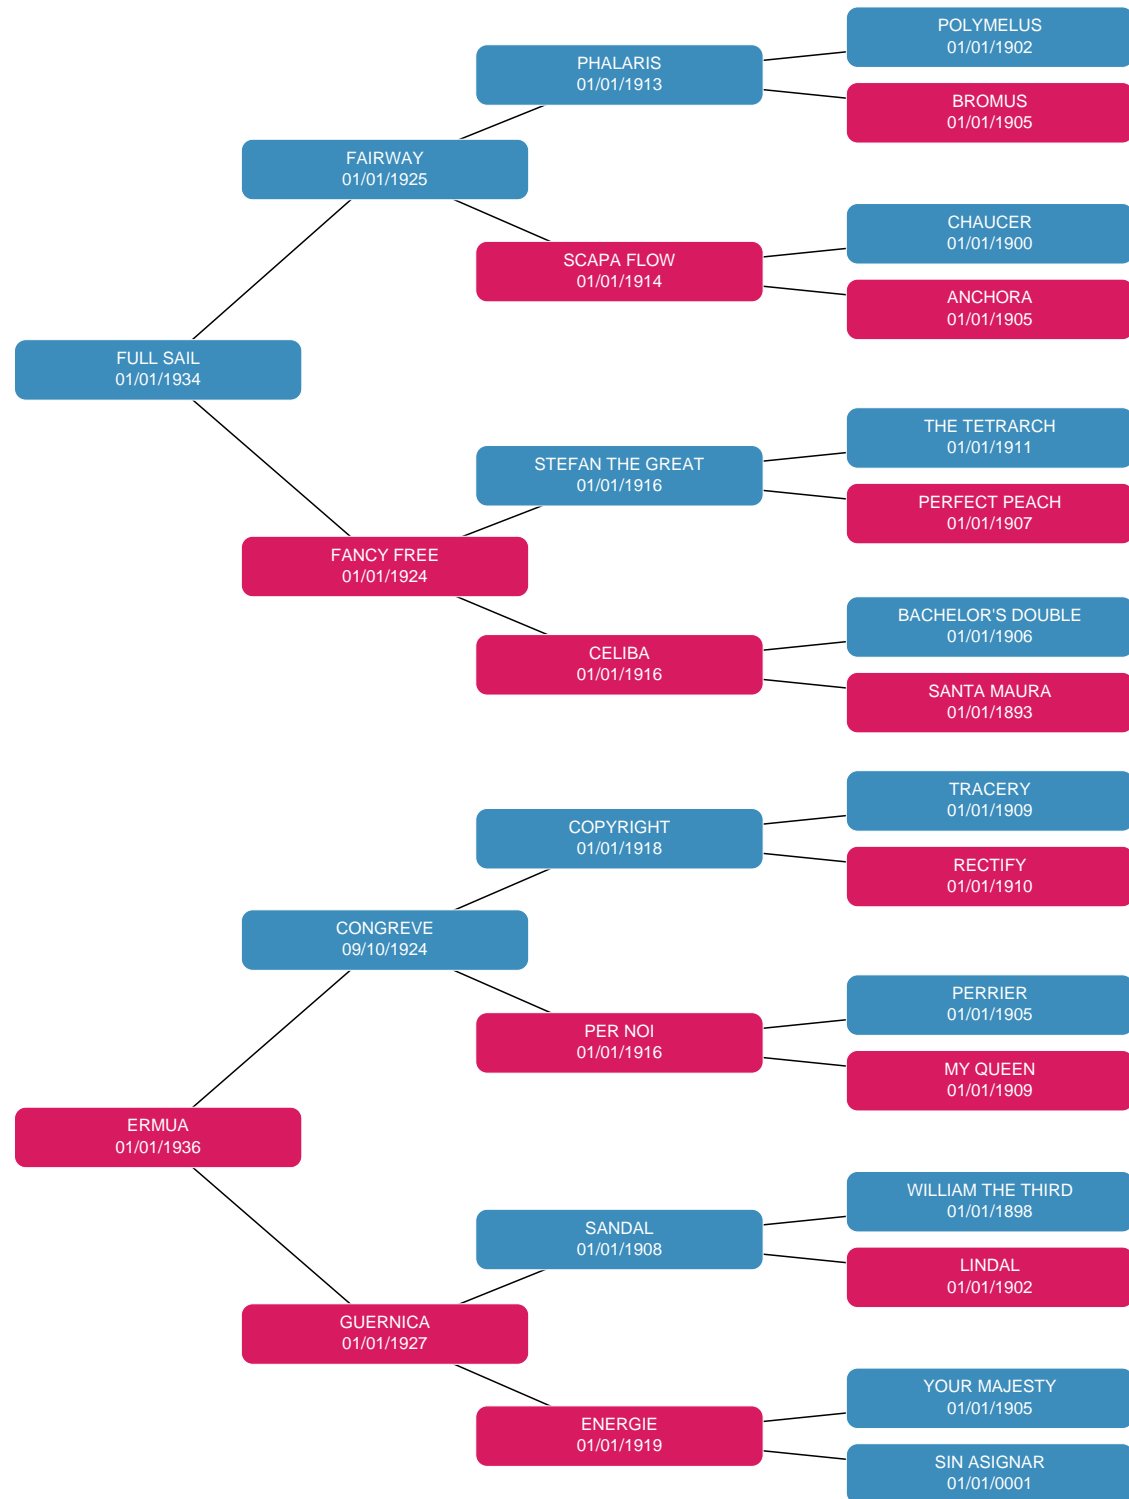 POLYMELUS
01/01/1902
PHALARIS
01/01/1913
BROMUS
01/01/1905
FAIRWAY
01/01/1925
CHAUCER
01/01/1900
SCAPA FLOW
01/01/1914
ANCHORA
01/01/1905
FULL SAIL
01/01/1934
THE TETRARCH
01/01/1911
STEFAN THE GREAT
01/01/1916
PERFECT PEACH
01/01/1907
FANCY FREE
01/01/1924
BACHELOR'S DOUBLE
01/01/1906
CELIBA
01/01/1916
SANTA MAURA
01/01/1893
TRACERY
01/01/1909
COPYRIGHT
01/01/1918
RECTIFY
01/01/1910
CONGREVE
09/10/1924
PERRIER
01/01/1905
PER NOI
01/01/1916
MY QUEEN
01/01/1909
ERMUA
01/01/1936
WILLIAM THE THIRD
01/01/1898
SANDAL
01/01/1908
LINDAL
01/01/1902
GUERNICA
01/01/1927
YOUR MAJESTY
01/01/1905
ENERGIE
01/01/1919
SIN ASIGNAR
01/01/0001